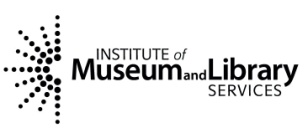 INSTITUTE of
Museum and Library
SERVICES